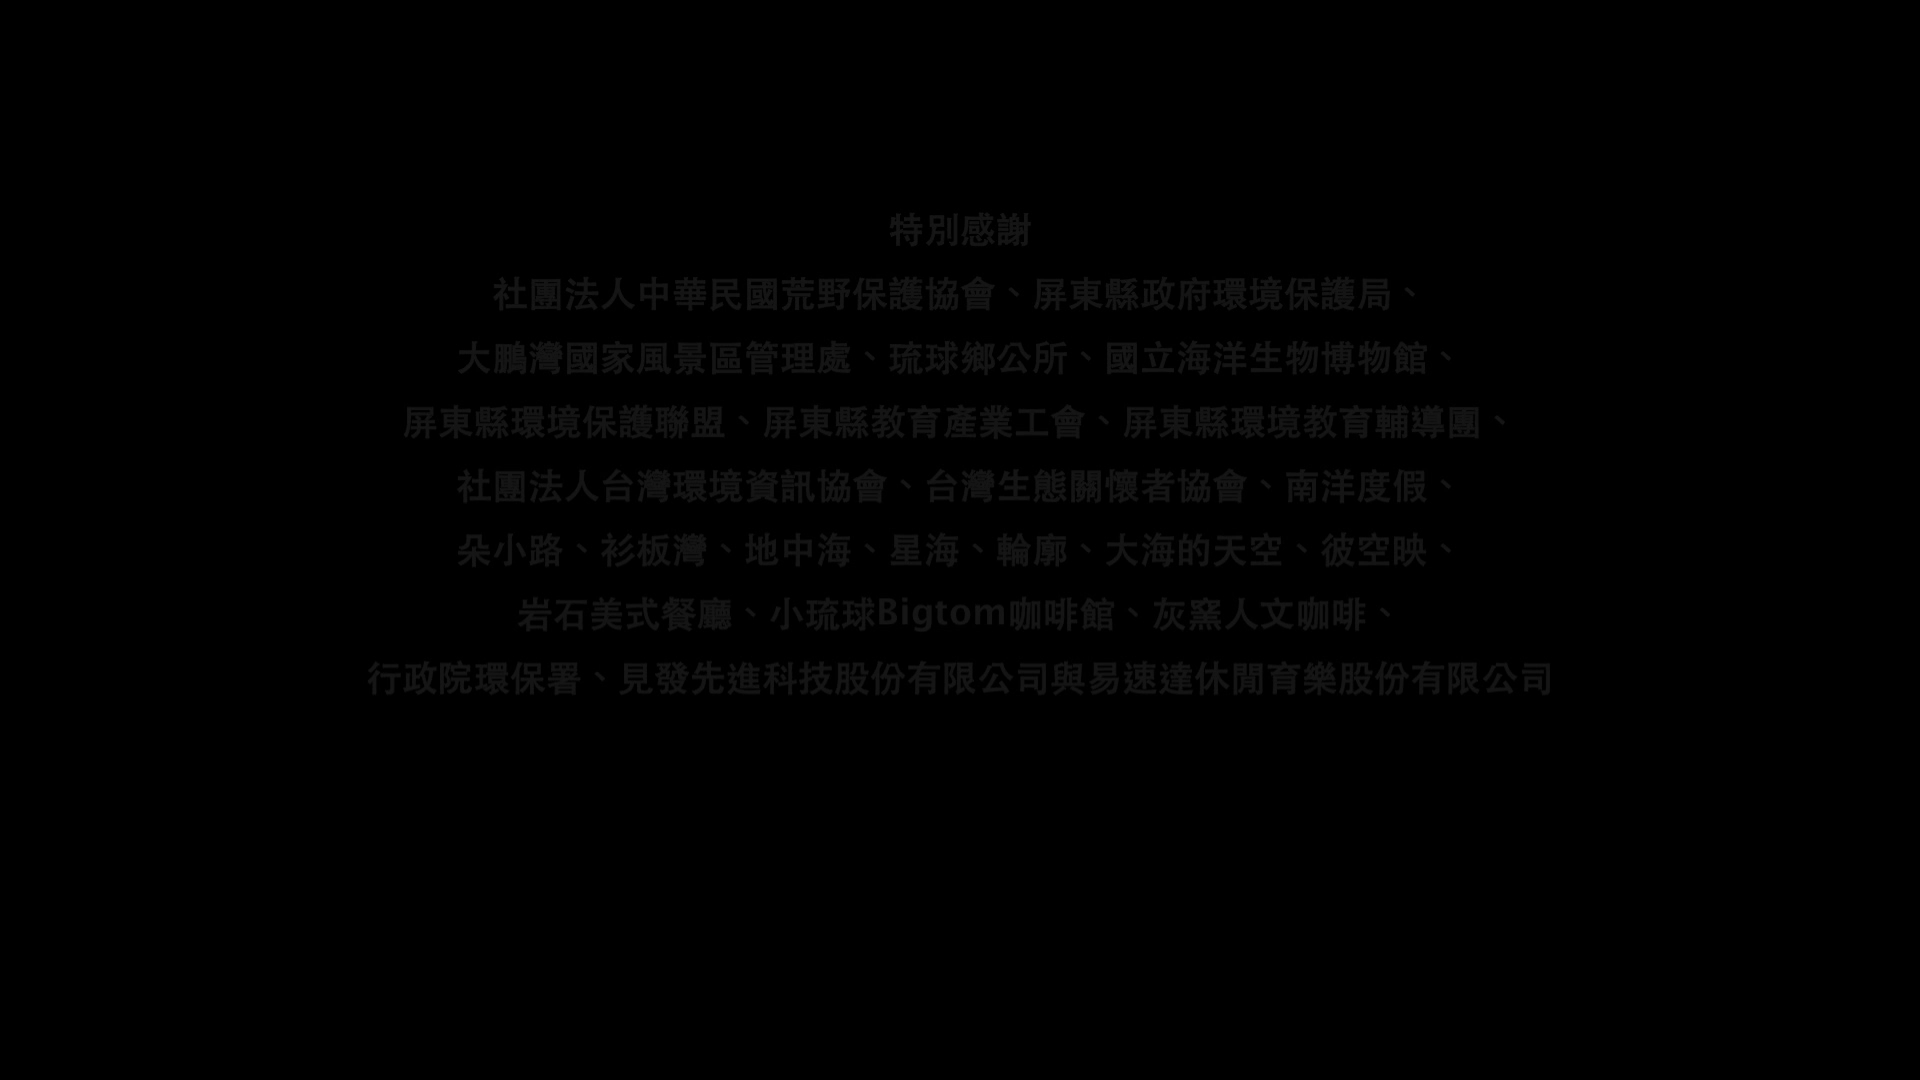 特別感謝
社團法人中華民國荒野保護協會、屏東縣政府環境保護局、
大鵬灣國家風景區管理處、琉球鄉公所、國立海洋生物博物館、
屏東縣環境保護聯盟、屏東縣教育產業工會、屏東縣環境教育輔導團、
社團法人台灣環境資訊協會、台灣生態關懷者協會、南洋度假、
朵小路、衫板灣、地中海、星海、輪廓、大海的天空、彼空映、
岩石美式餐廳、小琉球Bigtom咖啡館、灰窯人文咖啡、
行政院環保署、見發先進科技股份有限公司與易速達休閒育樂股份有限公司